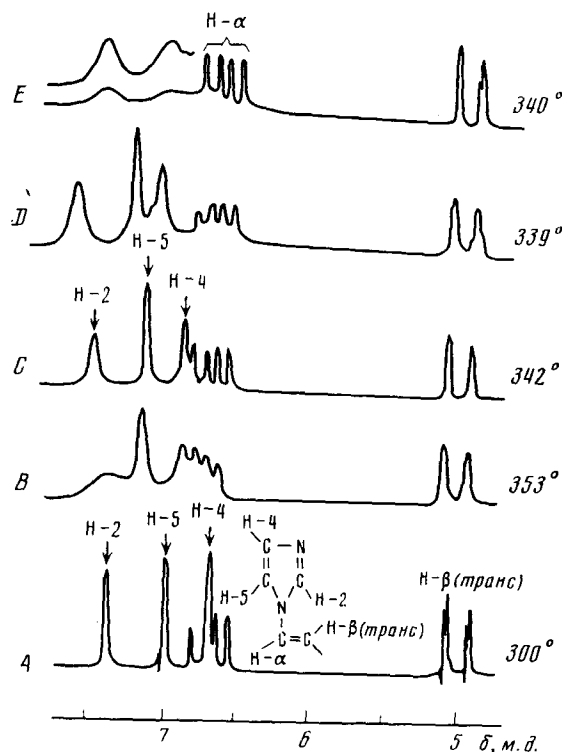 H-α
E
340°
D
339°
H-5
H-2
H-4
C
342°
B
353°
H-2
H-5
H-4
H-4
C
N
C
C
H-5
N
H-2
H-β(транс)
C=C
H-α
H-β(транс)
A
300°
7
6
5
δ, м.д.